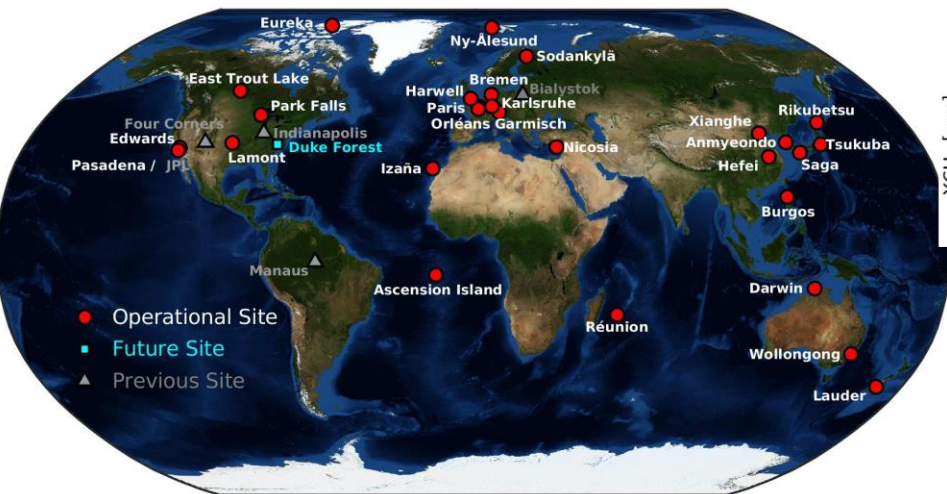 Eureka
Ny-Ålesund
Sodankylä
East Trout Lake
Bremen
Harwell
Bialystok
Park Falls
Paris
Karlsruhe
Rikubetsu
Four Corners
Indianapolis
Orléans Garmisch
Xianghe
Edwards
Duke Forest
Anmyeondo
Tsukuba
Pasadena / JPL
Lamont
Nicosia
Hefei
Saga
Izaña
Burgos
Manaus
Ascension Island
Darwin
Operational Site
Réunion
Future Site
Wollongong
Previous Site
Lauder